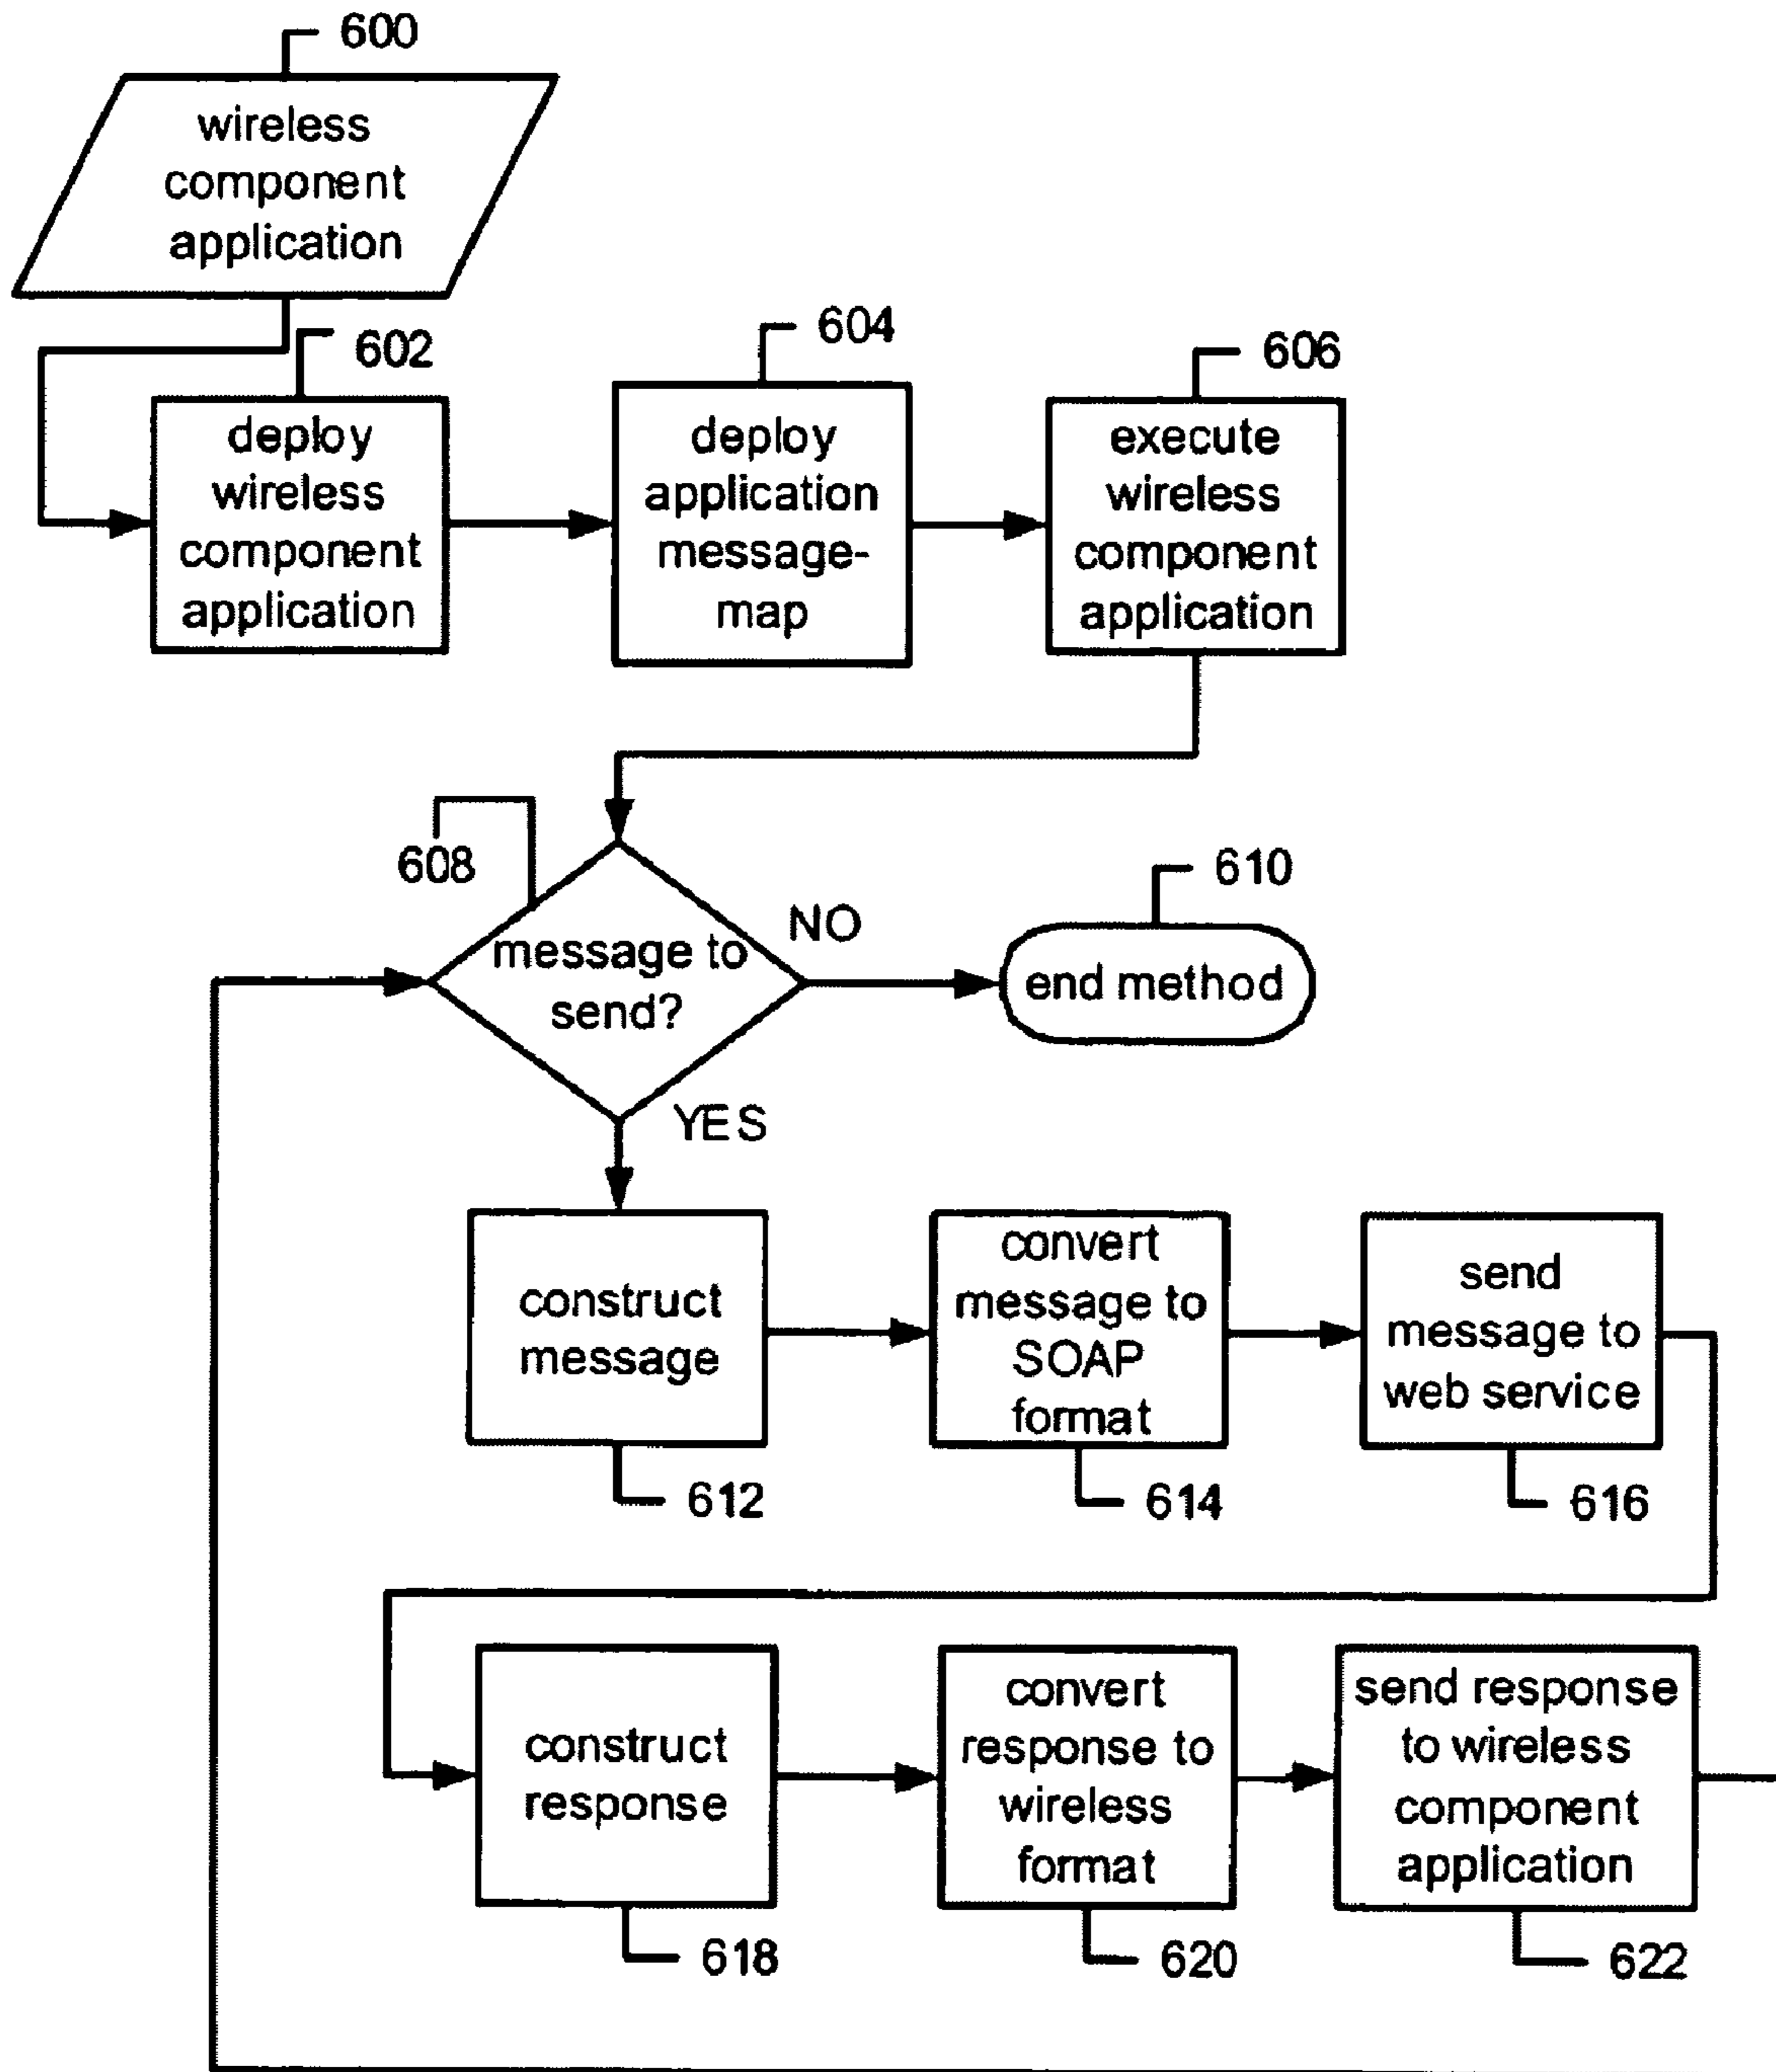 600
wireless
component
application
602
deploy
wireless
component
application
604
deploy
application
message-
map
606
execute
wireless
component
application
608
message to
send?
NO
610
end method
YES
construct
message
612
convert
message to
SOAP
format
614
send
message to
web service
616
construct
response
618
convert
response to
wireless
format
620
send response
to wireless
component
application
622